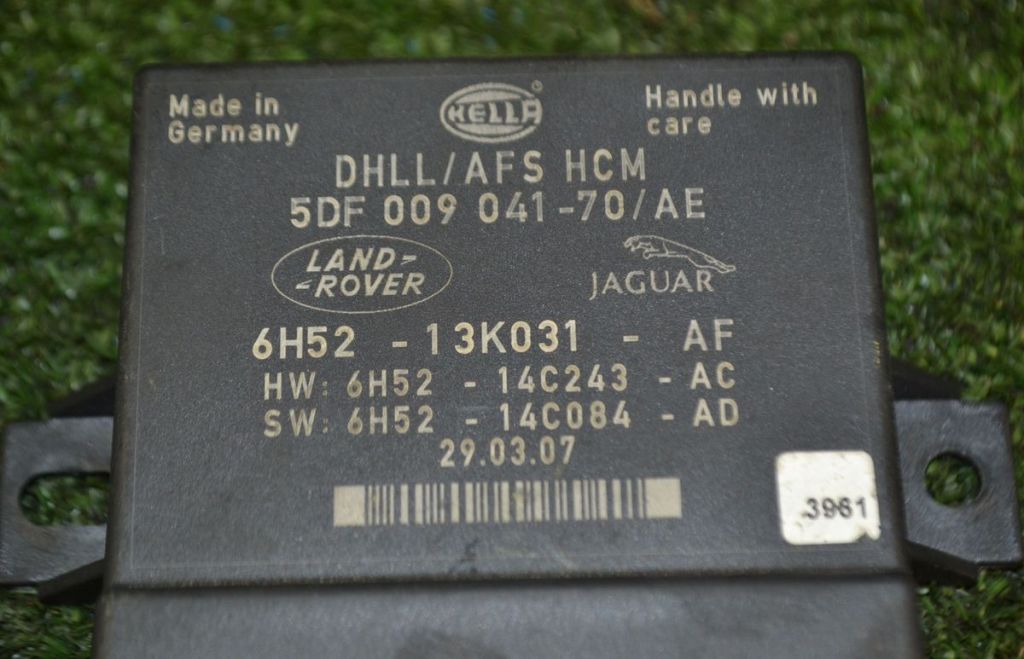 Made in
Germany
HELLA
Handle with
care
DHLL/AFS HCM
5DF 009 041-70/AE
LAND-
-ROVER
JAGUAR
6H52 - 13K031 - AF
HW: 6H52 - 14C243 - AC
SW: 6H52 - 14C084 - AD
29.03.07
3961